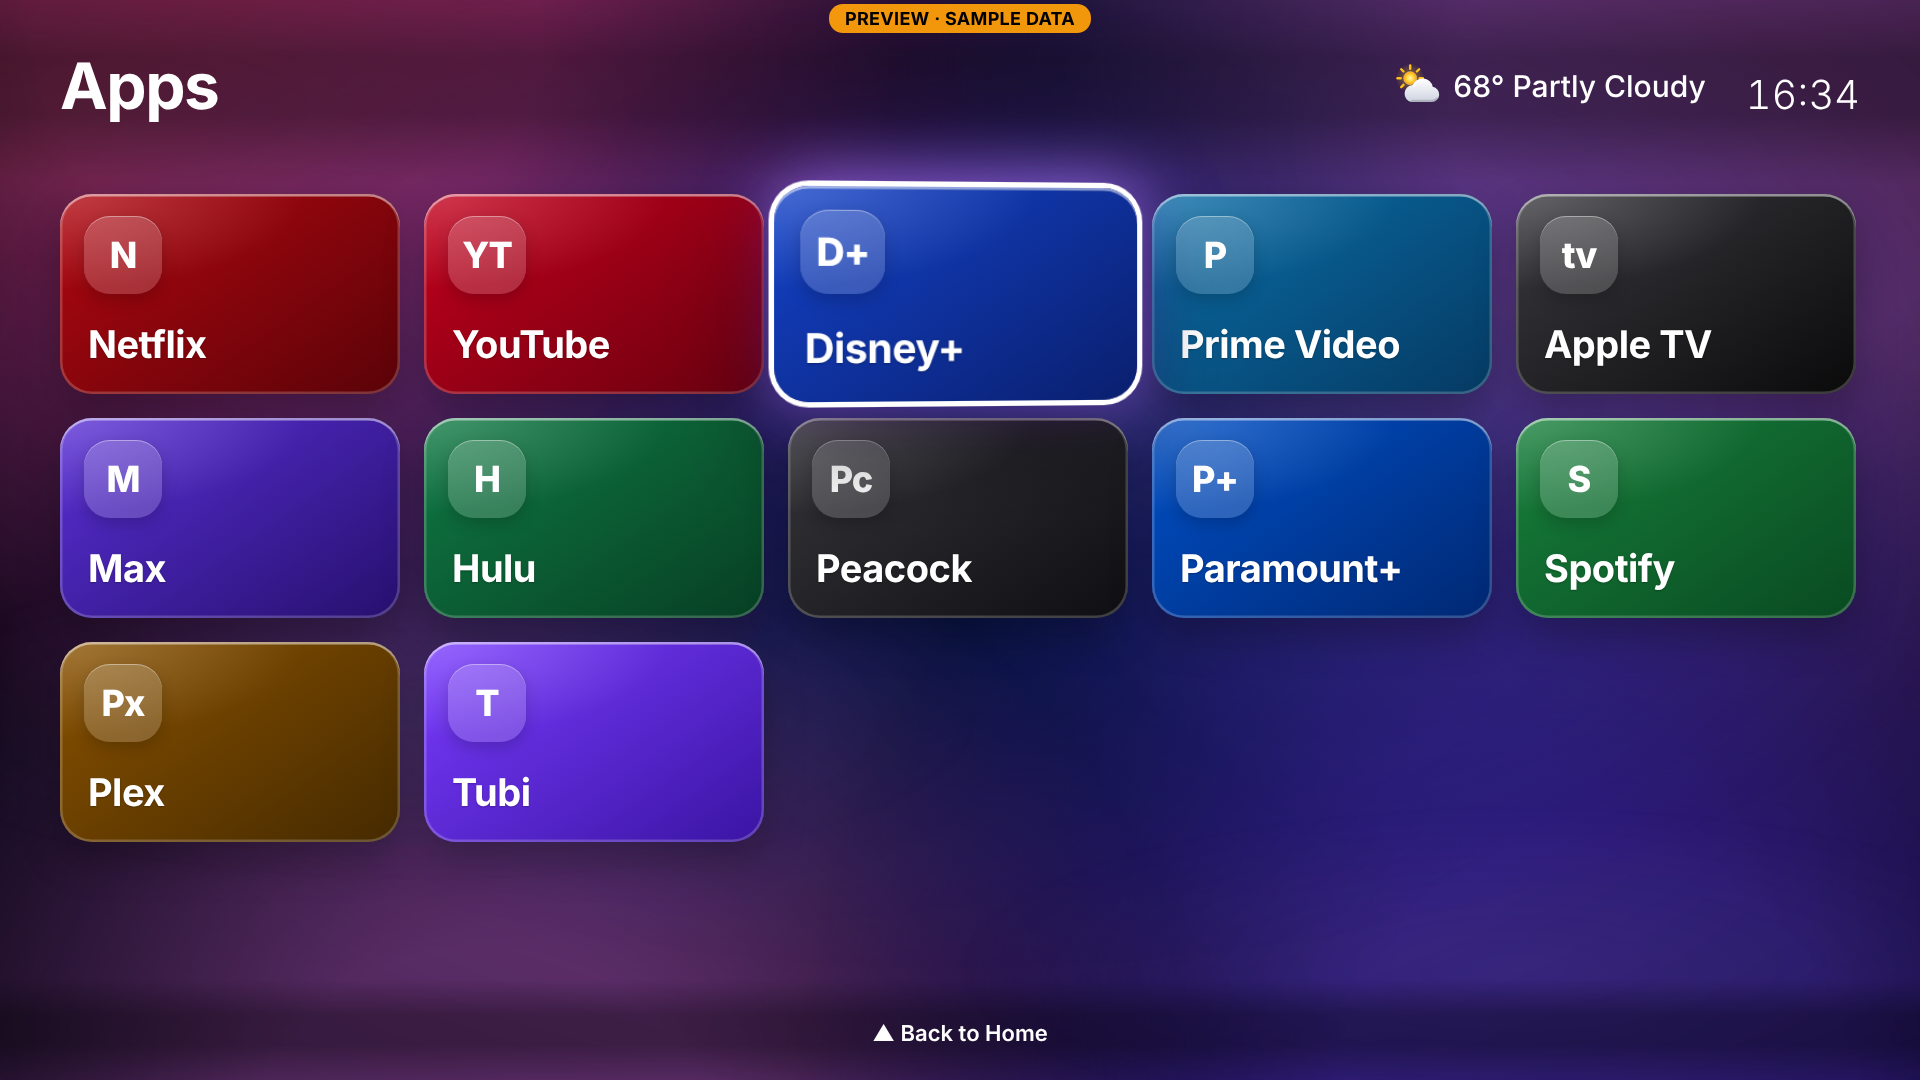 PREVIEW · SAMPLE DATA
Apps
68° Partly Cloudy
16:34
N
Netflix
YT
YouTube
D+
Disney+
P
Prime Video
tv
Apple TV
M
Max
H
Hulu
Pc
Peacock
P+
Paramount+
S
Spotify
Px
Plex
T
Tubi
▲ Back to Home